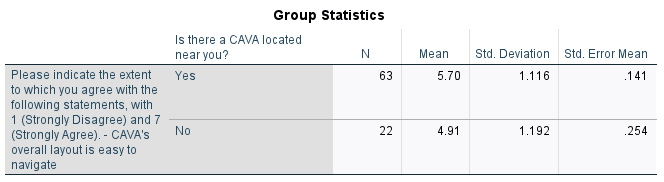 Group Statistics
Is there a CAVA located
near you? N Mean Std. Deviation Std. Error Mean
Please indicate the extent Yes 63 5.70 1.116 .141
to which you agree with the
following statements, with
1 (Strongly Disagree) and 7
(Strongly Agree). - CAVA's No 22 4.91 1.192 .254
overall layout is easy to
navigate